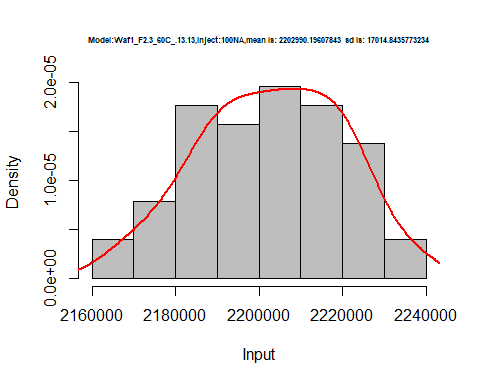 Model:Waf1_F2.3_60C_.13.13,Inject:100NA,mean is: 2202990.19607843 sd is: 17014.8435773234
Density
2.0e-05
1.0e-05
0.0e+00
2160000 2180000 2200000 2220000 2240000
Input